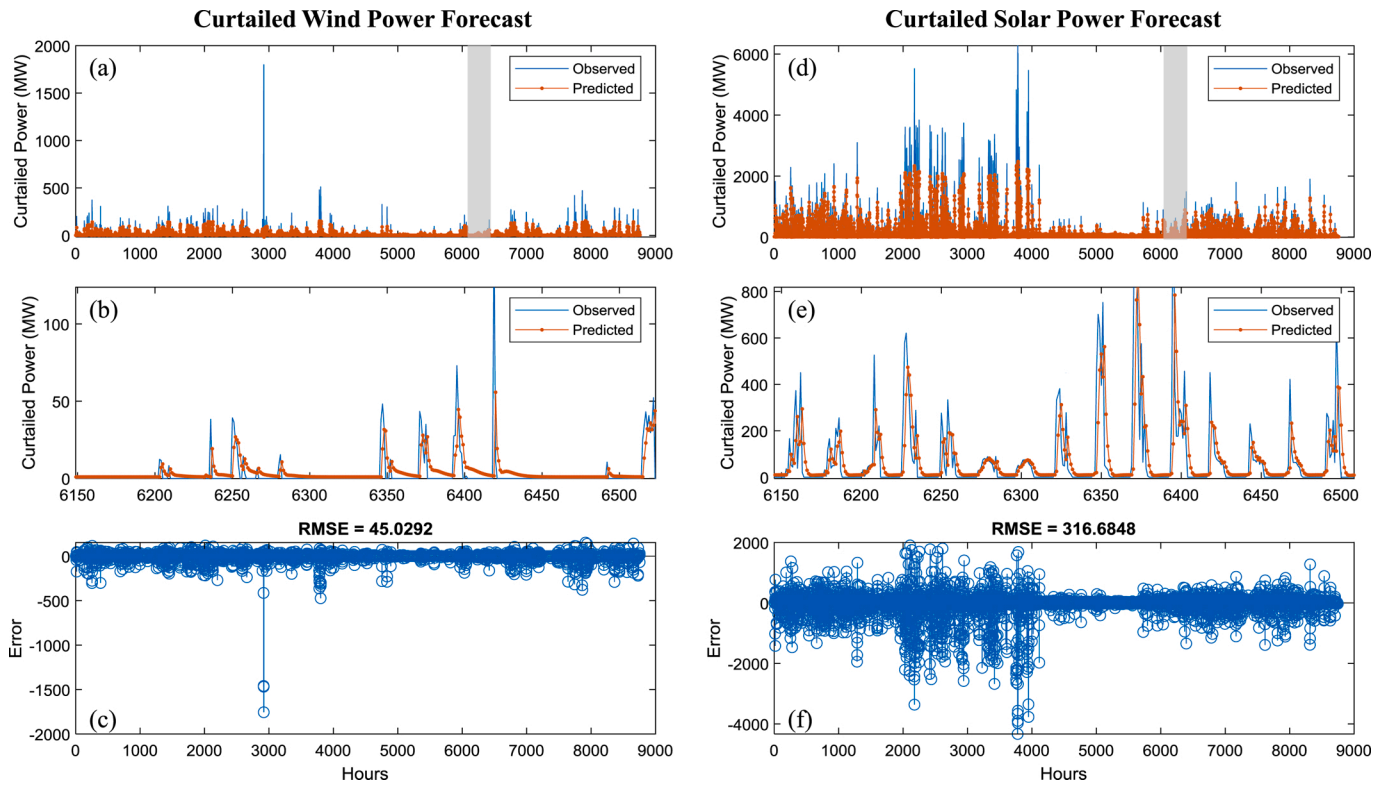 Curtailed Wind Power Forecast
Curtailed Solar Power Forecast
(a)
Observed
Predicted
Curtailed Power (MW)
2000
1500
1000
500
0
0 1000 2000 3000 4000 5000 6000 7000 8000 9000
(d)
Observed
Predicted
Curtailed Power (MW)
6000
4000
2000
0
0 1000 2000 3000 4000 5000 6000 7000 8000 9000
(b)
Observed
Predicted
Curtailed Power (MW)
100
50
0
6150 6200 6250 6300 6350 6400 6450 6500
(e)
Observed
Predicted
Curtailed Power (MW)
800
600
400
200
0
6150 6200 6250 6300 6350 6400 6450 6500
RMSE = 45.0292
(c)
Error
0
-500
-1000
-1500
-2000
0 1000 2000 3000 4000 5000 6000 7000 8000 9000
Hours
RMSE = 316.6848
(f)
Error
2000
0
-2000
-4000
0 1000 2000 3000 4000 5000 6000 7000 8000 9000
Hours